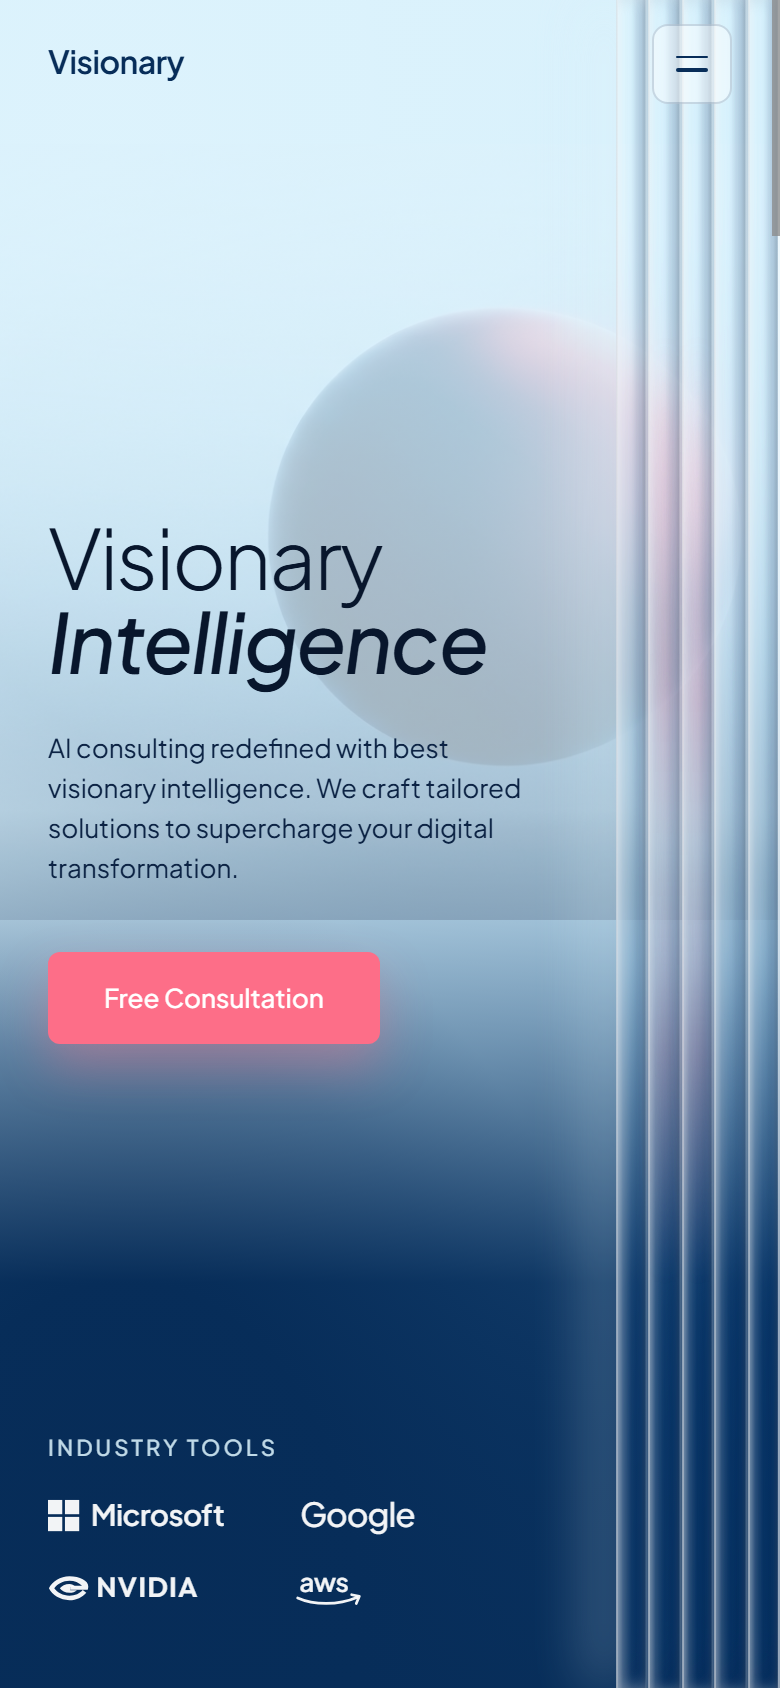 Visionary
Visionary
Intelligence
AI consulting redefined with best
visionary intelligence. We craft tailored
solutions to supercharge your digital
transformation.
Free Consultation
INDUSTRY TOOLS
Microsoft
Google
NVIDIA
aws